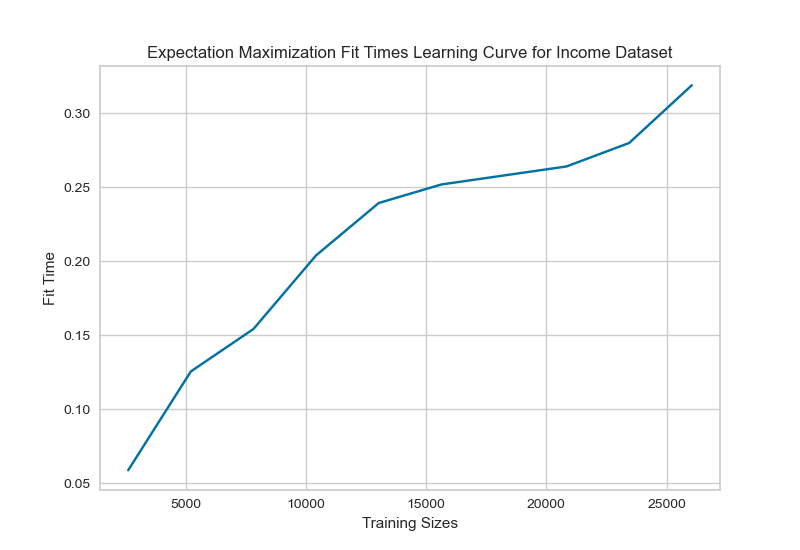 Expectation Maximization Fit Times Learning Curve for Income Dataset
0.30
0.25
0.20
0.15
0.10
0.05
Fit Time
5000 10000 15000 20000 25000
Training Sizes